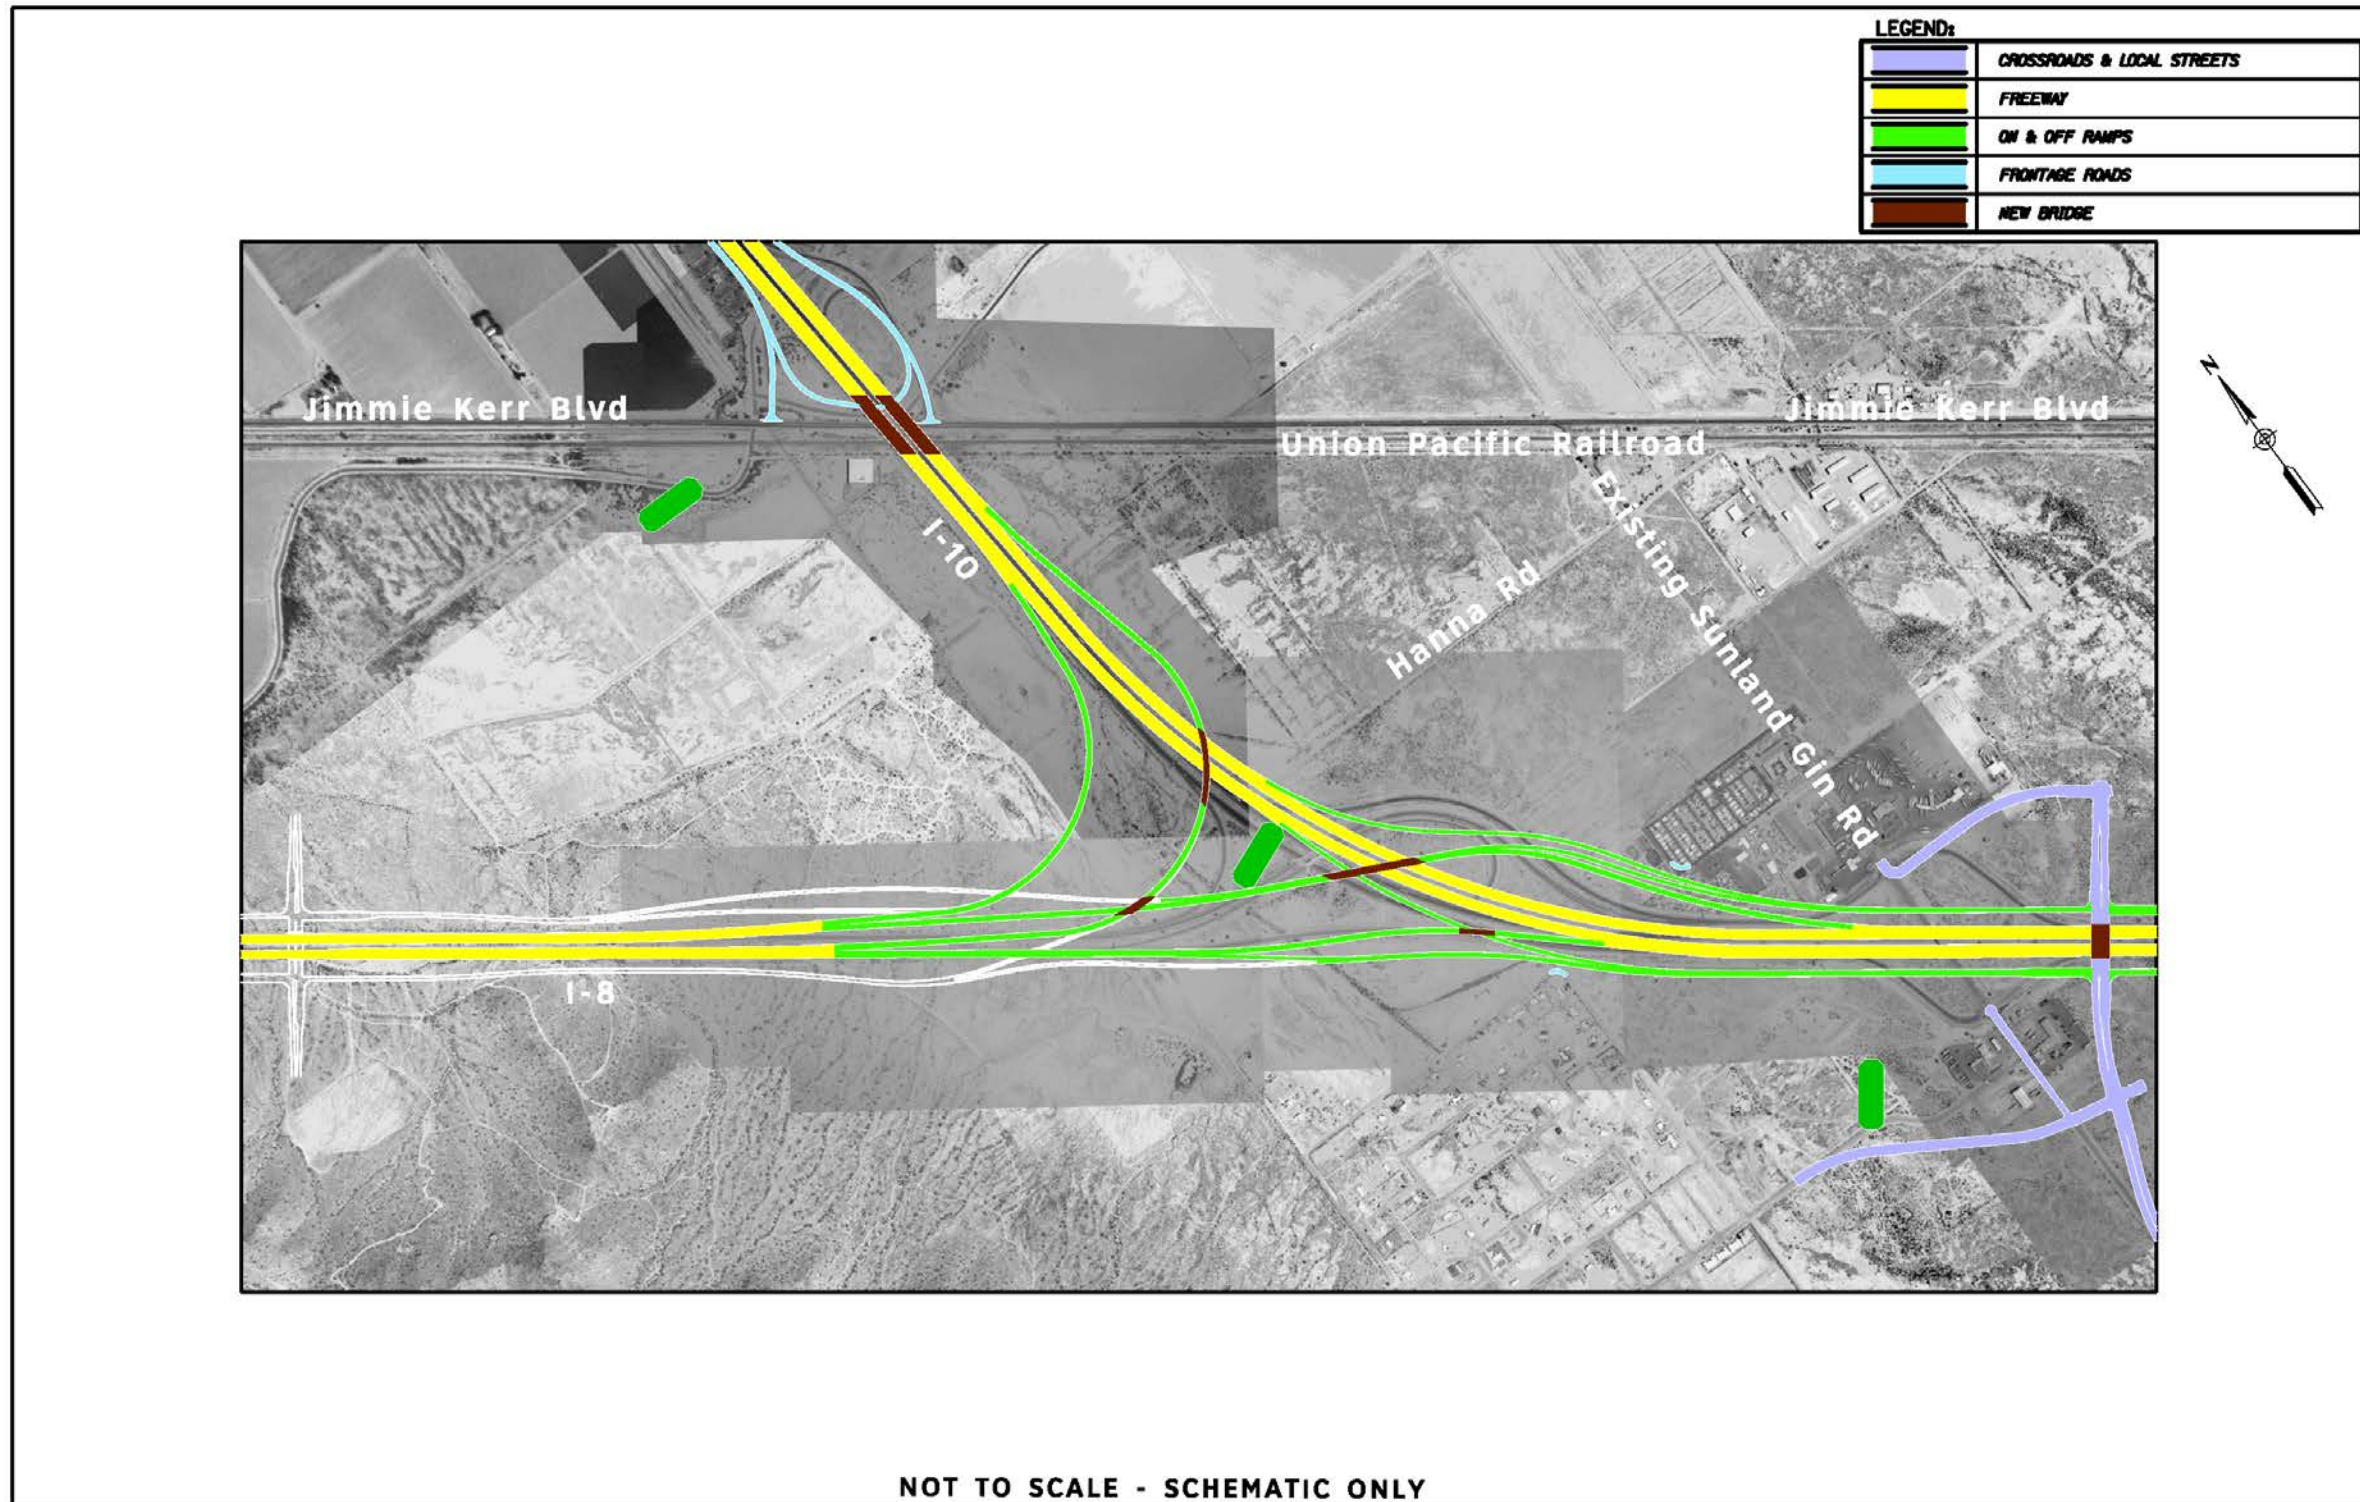 LEGEND:
CROSSROADS & LOCAL STREETS
FREEWAY
ON & OFF RAMPS
FRONTAGE ROADS
NEW BRIDGE
N
Jimmie Kerr Blvd
Jimmie Kerr Blvd
Union Pacific Railroad
I-10
Hanna Rd
Existing Sunland Gin Rd
I-8
NOT TO SCALE - SCHEMATIC ONLY